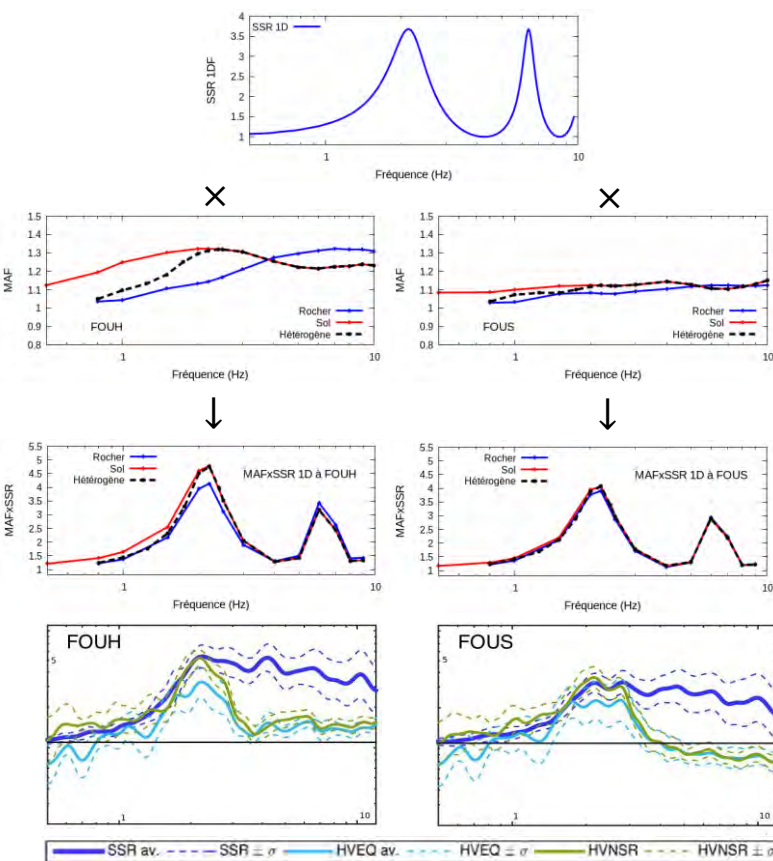 4
3.5
3
2.5
2
1.5
1
SSR 1D
SSR 1DF
1
10
Fréquence (Hz)
×
×
1.5
1.4
1.3
1.2
1.1
1
0.9
0.8
MAF
FOUH
Rocher
Sol
Hétérogène
1
10
Fréquence (Hz)
1.5
1.4
1.3
1.2
1.1
1
0.9
0.8
MAF
FOUS
Rocher
Sol
Hétérogène
1
10
Fréquence (Hz)
5.5
5
4.5
4
3.5
3
2.5
2
1.5
1
MAFxSSR
Rocher
Sol
Hétérogène
MAFxSSR 1D à FOUH
1
10
Fréquence (Hz)
5.5
5
4.5
4
3.5
3
2.5
2
1.5
1
MAFxSSR
Rocher
Sol
Hétérogène
MAFxSSR 1D à FOUS
1
10
Fréquence (Hz)
FOUH
5
1
10
FOUS
5
1
10
SSR av. SSR ± σ HVEQ av. HVEQ ± σ HVNSR HVNSR ± σ